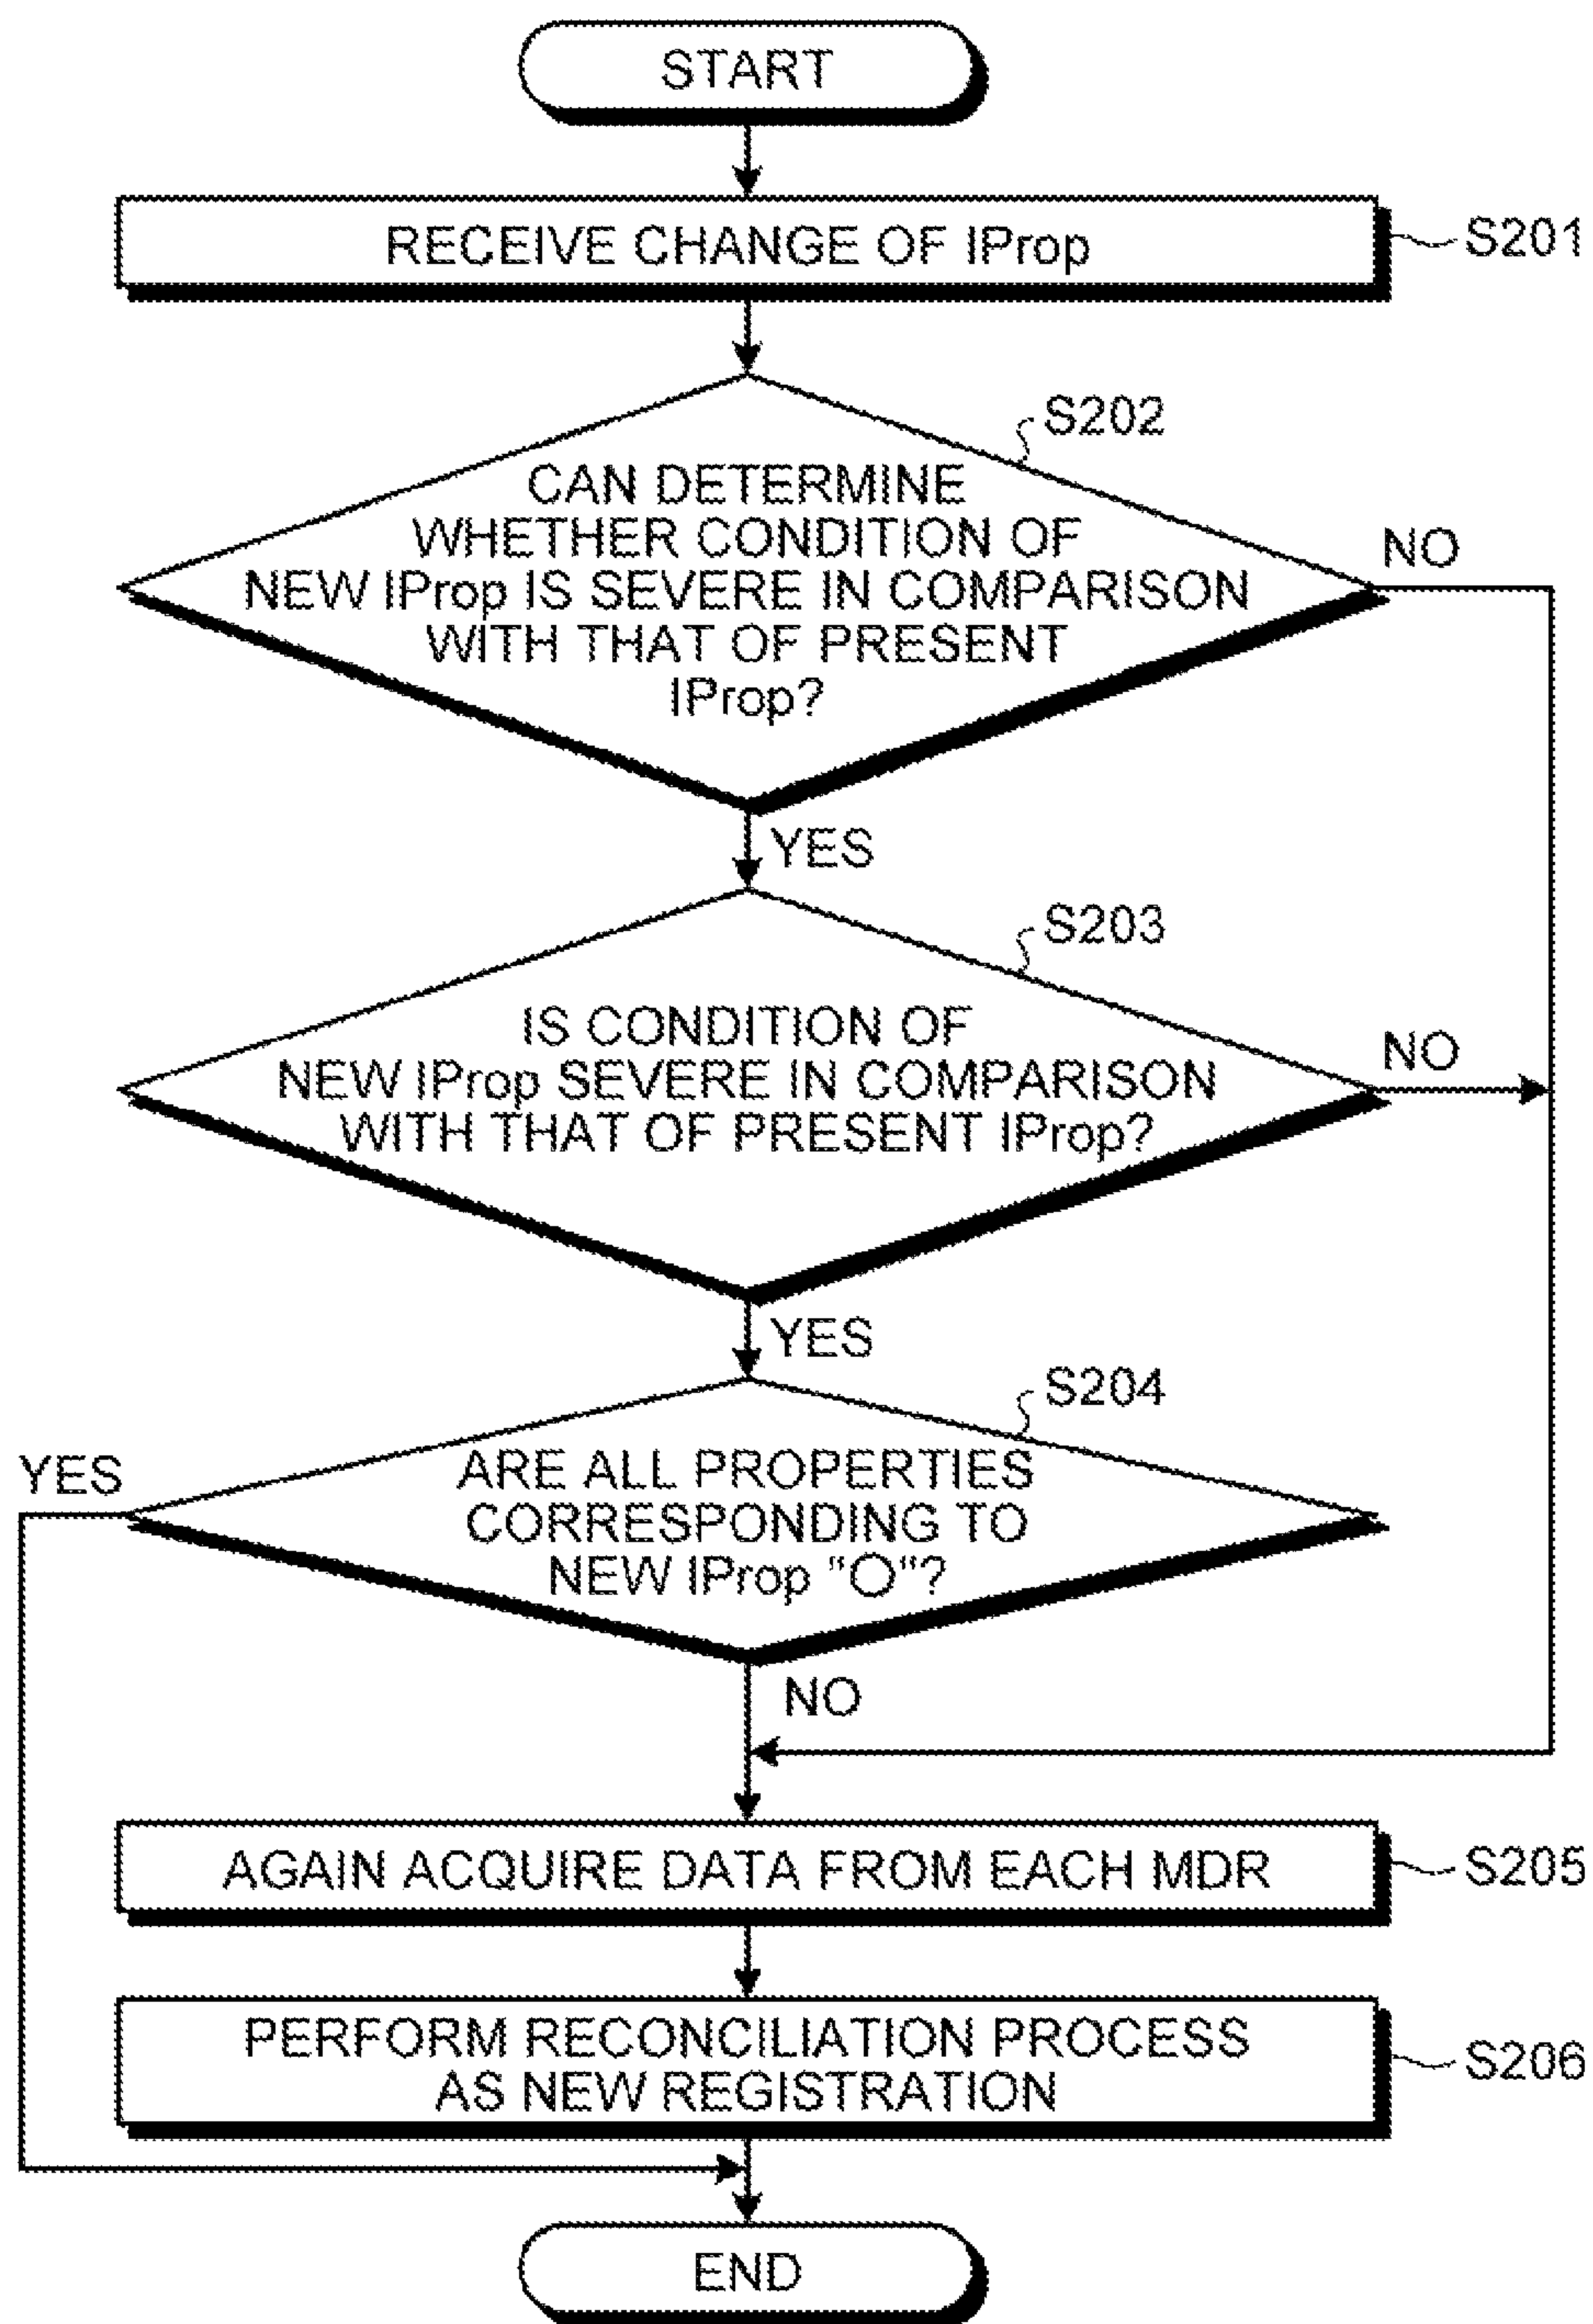 START
RECEIVE CHANGE OF IProp
S201
S202
CAN DETERMINE
WHETHER CONDITION OF
NEW IProp IS SEVERE IN COMPARISON
WITH THAT OF PRESENT
IProp?
NO
YES
S203
IS CONDITION OF
NEW IProp SEVERE IN COMPARISON
WITH THAT OF PRESENT IProp?
NO
YES
S204
YES
ARE ALL PROPERTIES
CORRESPONDING TO
NEW IProp "○"?
NO
AGAIN ACQUIRE DATA FROM EACH MDR
S205
PERFORM RECONCILIATION PROCESS
AS NEW REGISTRATION
S206
END